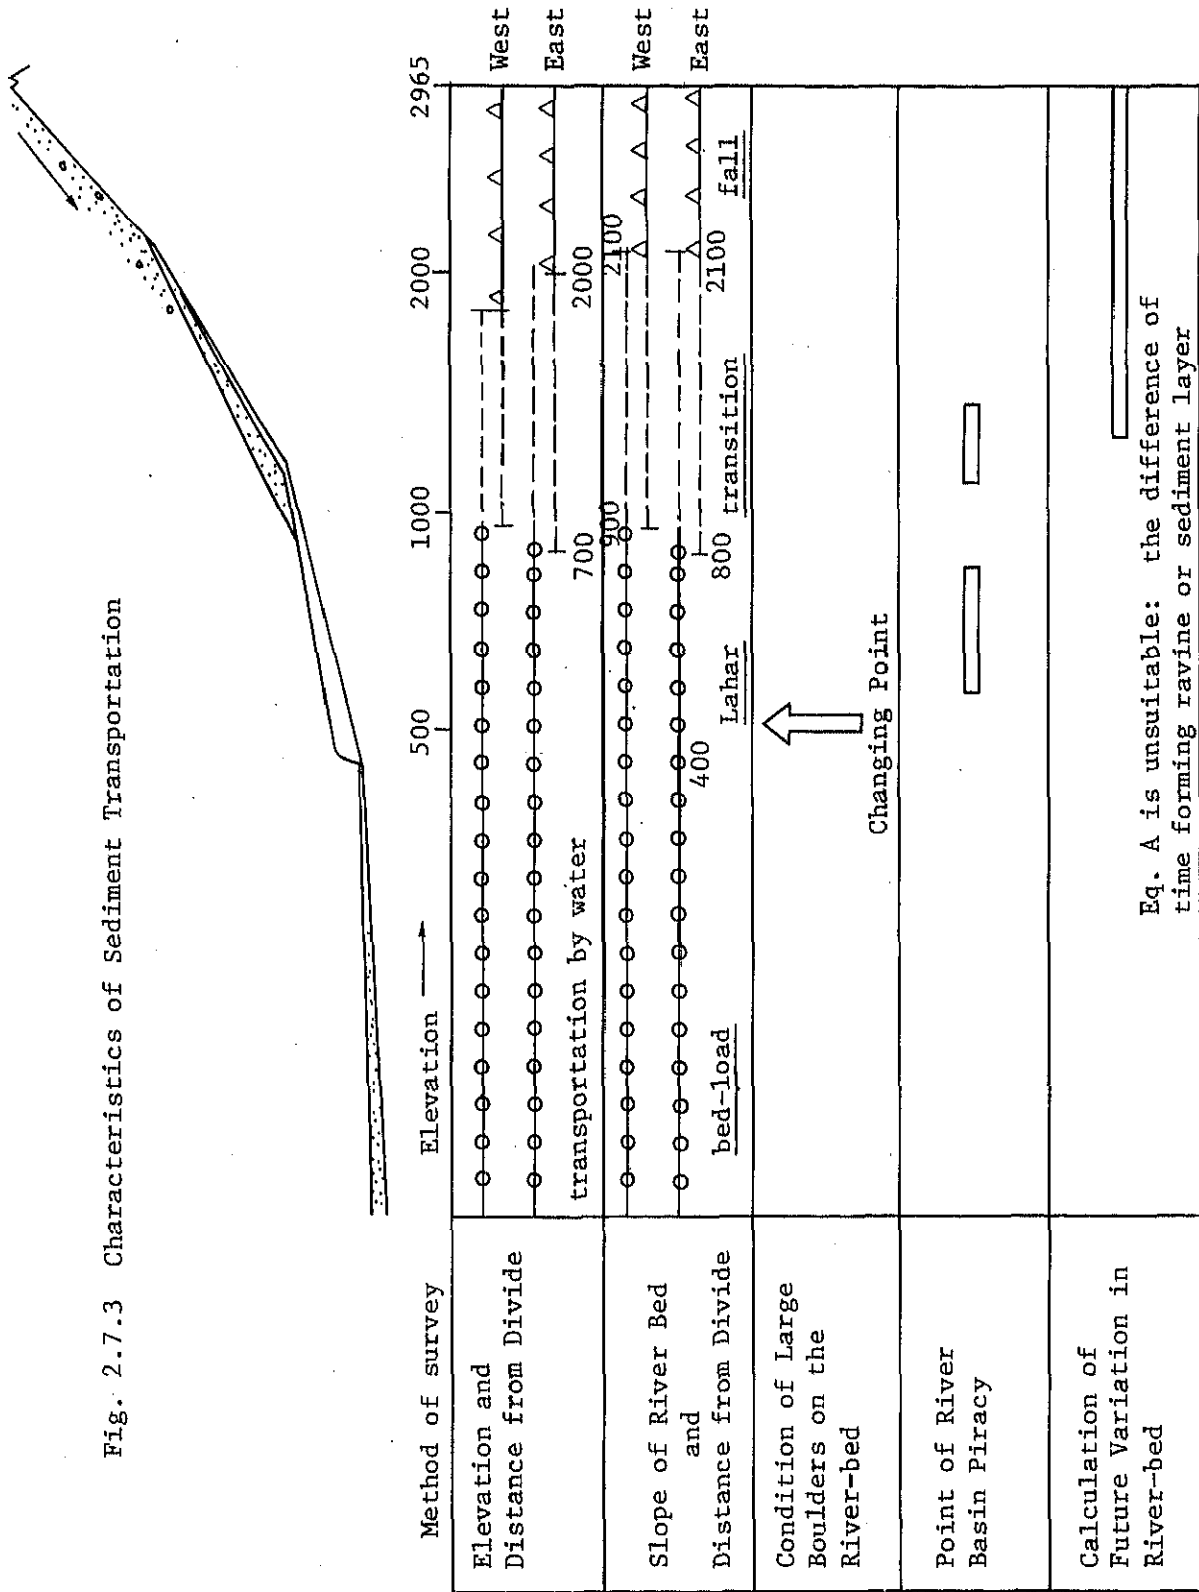 Fig. 2.7.3 Characteristics of Sediment Transportation
Method of survey
Elevation
500
1000
2000
2965
Elevation and
Distance from Divide
West
East
transportation by water
700
2000
Slope of River Bed
and
Distance from Divide
900
2100
West
East
400
800
2100
bed-load
Lahar
transition
fall
Condition of Large
Boulders on the
River-bed
Changing Point
Point of River
Basin Piracy
Calculation of
Future Variation in
River-bed
Eq. A is unsuitable: the difference of
time forming ravine or sediment layer